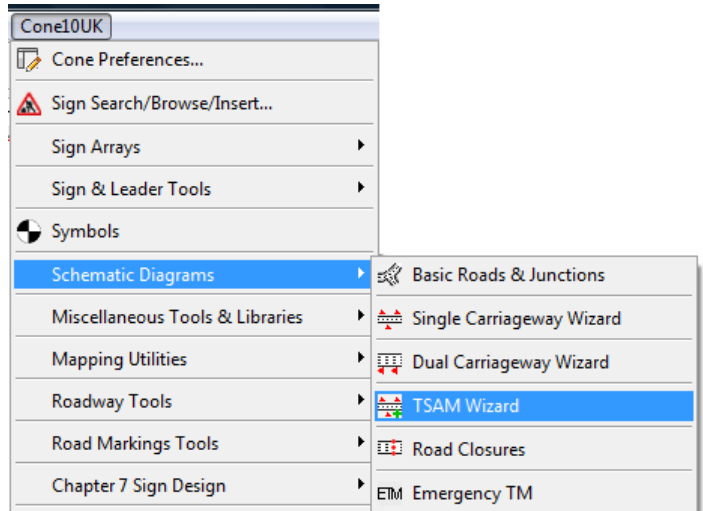 Cone10UK
Cone Preferences...
Sign Search/Browse/Insert...
Sign Arrays
Sign & Leader Tools
Symbols
Schematic Diagrams
Miscellaneous Tools & Libraries
Mapping Utilities
Roadway Tools
Road Markings Tools
Chapter 7 Sign Design
Basic Roads & Junctions
Single Carriageway Wizard
Dual Carriageway Wizard
TSAM Wizard
Road Closures
ETM Emergency TM